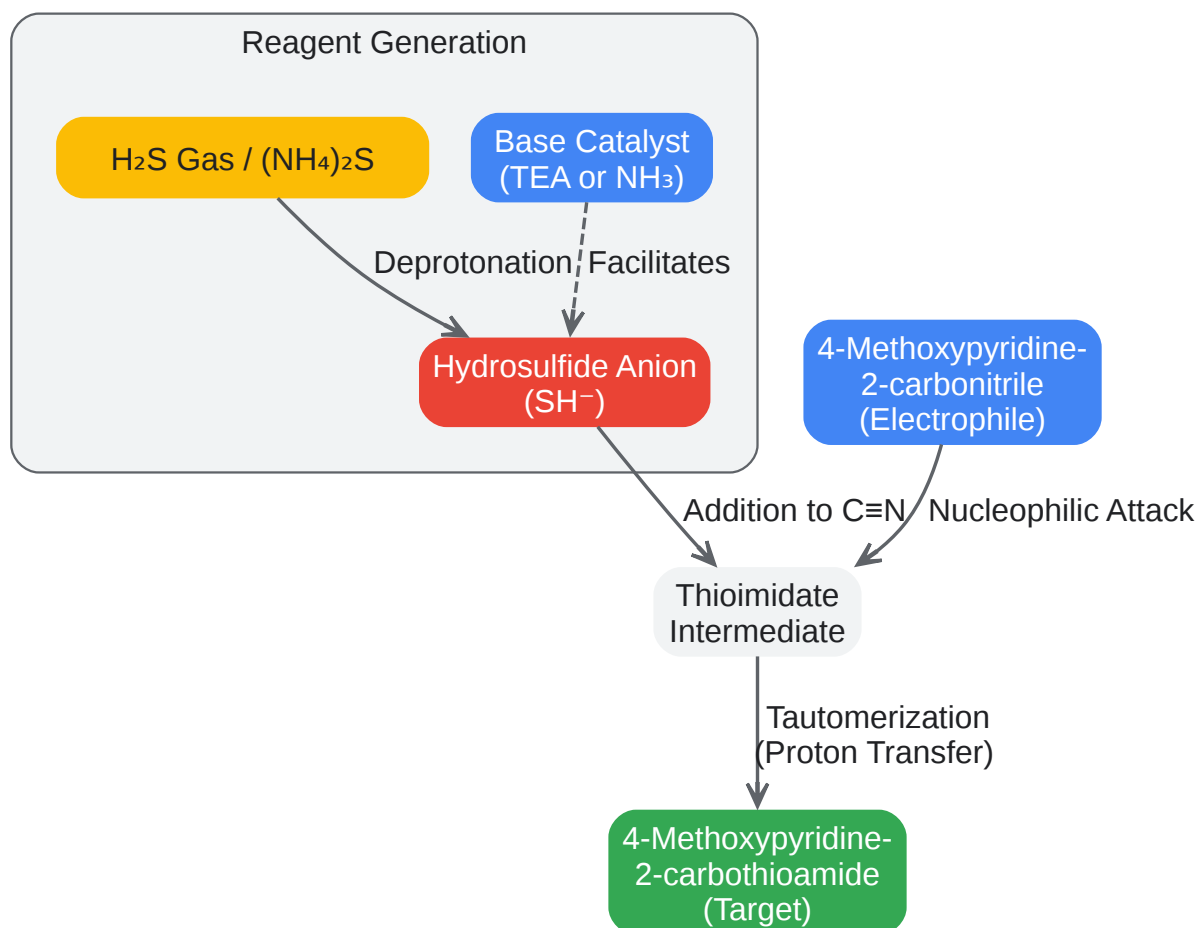 Reagent Generation
H₂S Gas / (NH₄)₂S
Base Catalyst
(TEA or NH₃)
Deprotonation
Facilitates
Hydrosulfide Anion
(SH⁻)
4-Methoxypyridine-
2-carbonitrile
(Electrophile)
Addition to C≡N
Nucleophilic Attack
Thioimidate
Intermediate
Tautomerization
(Proton Transfer)
4-Methoxypyridine-
2-carbothioamide
(Target)